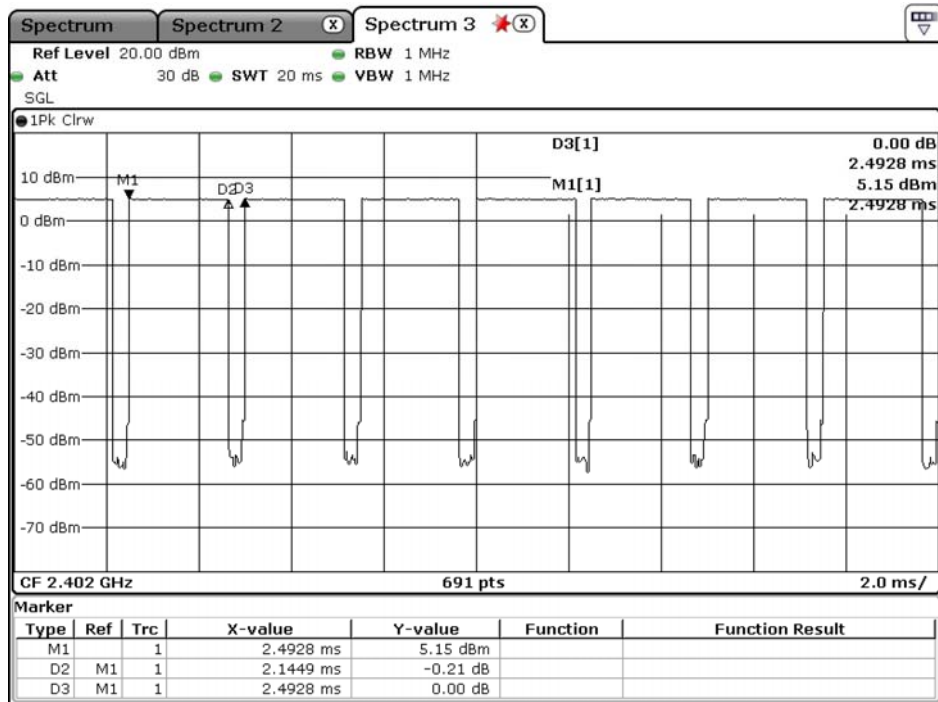 Spectrum Spectrum 2 X Spectrum 3 X
Ref Level 20.00 dBm RBW 1 MHz
Att 30 dB SWT 20 ms VBW 1 MHz
SGL
1Pk Clrw
D3[1] 0.00 dB
2.4928 ms
10 dBm M1 D2 D3 M1[1] 5.15 dBm
2.4928 ms
0 dBm
-10 dBm
-20 dBm
-30 dBm
-40 dBm
-50 dBm
-60 dBm
-70 dBm
CF 2.402 GHz 691 pts 2.0 ms/
Marker
Type Ref Trc X-value Y-value Function Function Result
M1 1 2.4928 ms 5.15 dBm
D2 M1 1 2.1449 ms -0.21 dB
D3 M1 1 2.4928 ms 0.00 dB